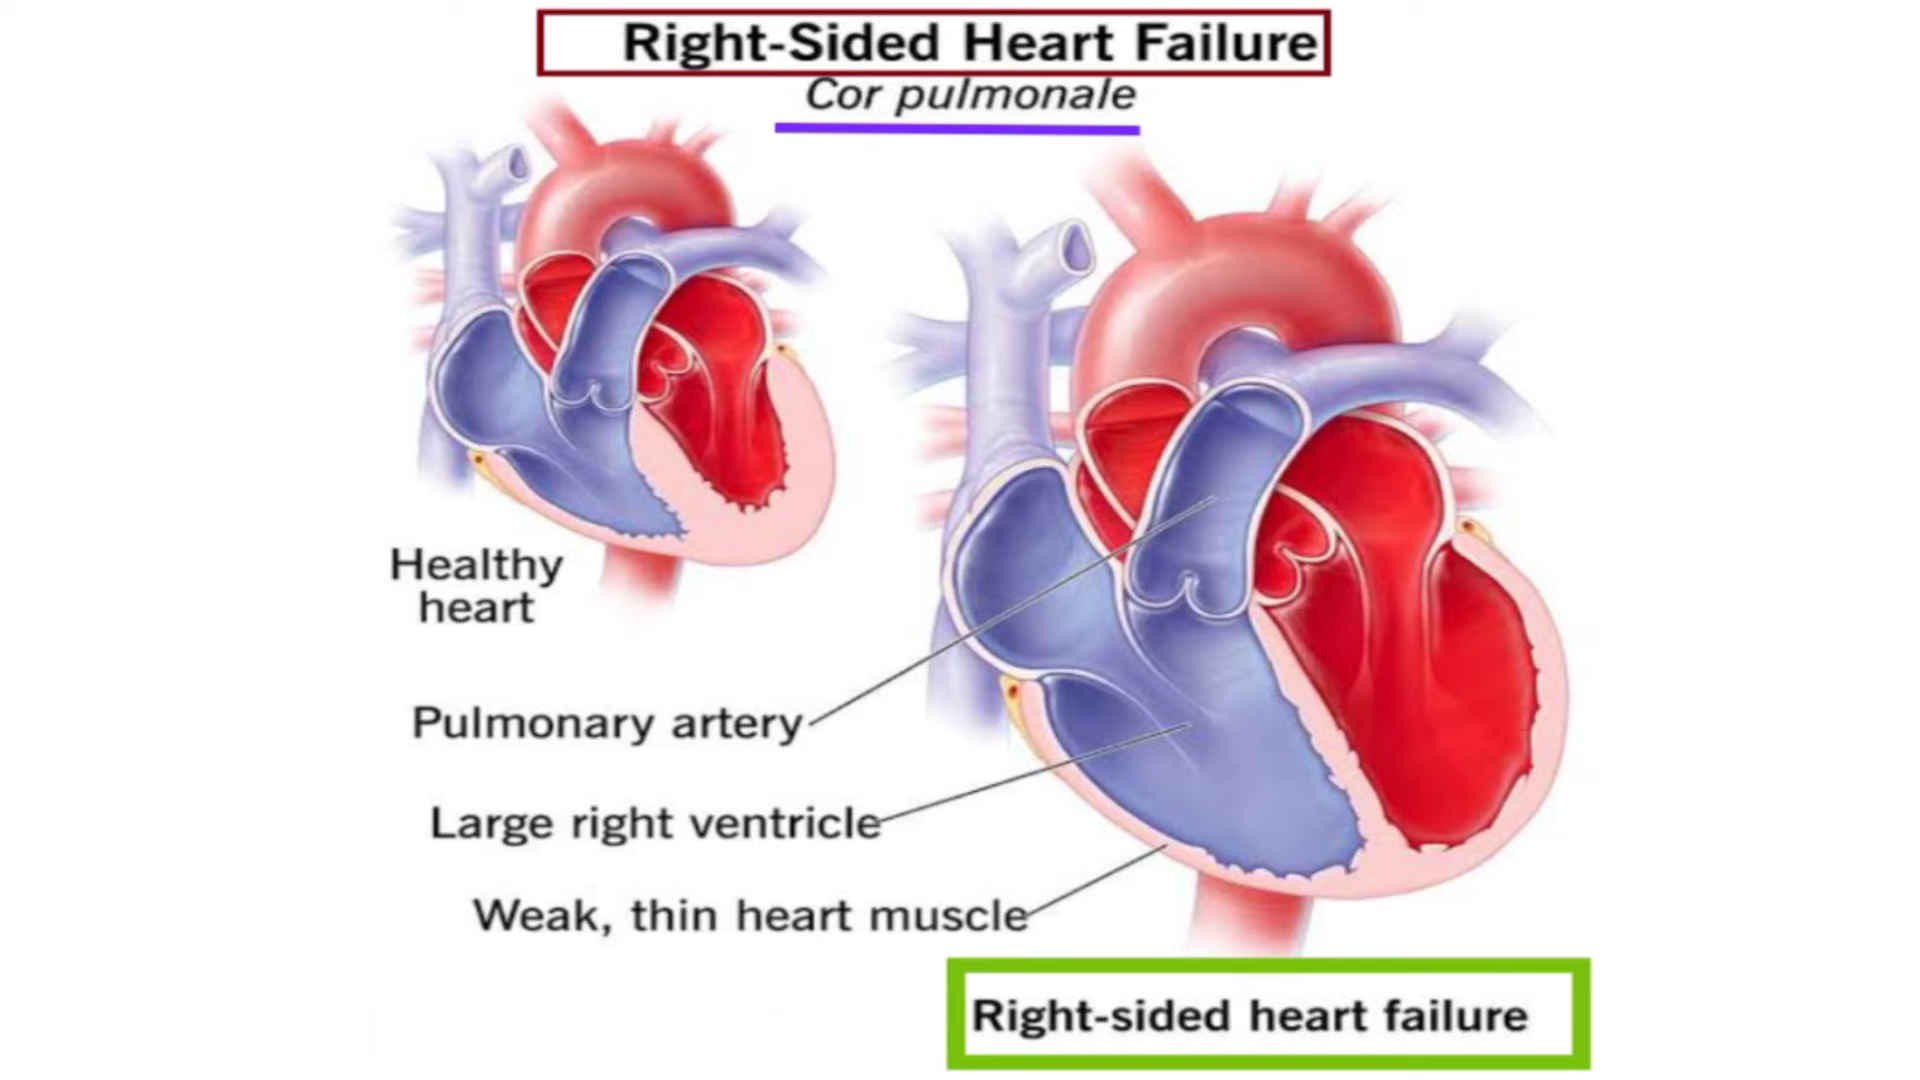 Right-Sided Heart Failure
Cor pulmonale
Healthy
heart
Pulmonary artery
Large right ventricle
Weak, thin heart muscle
Right-sided heart failure